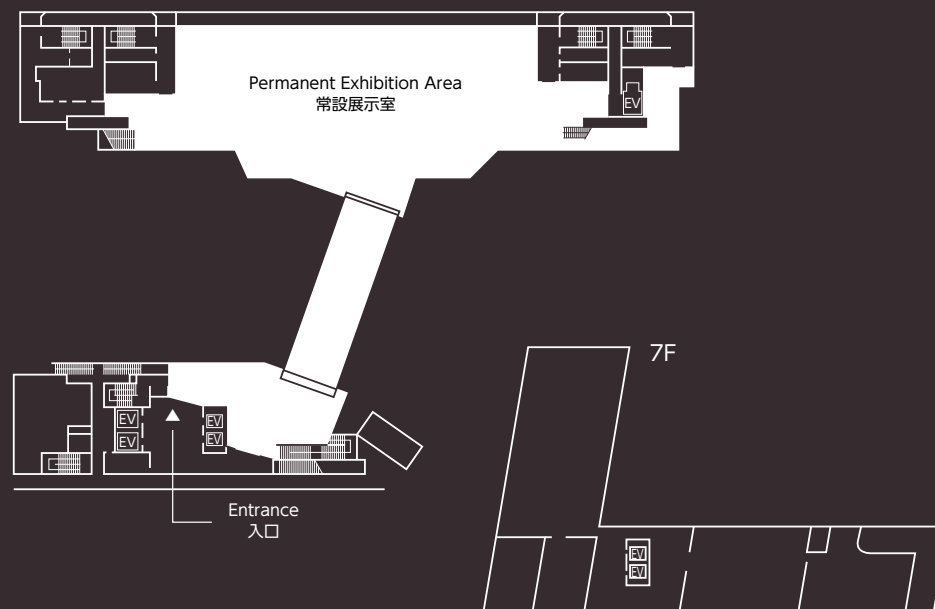 Permanent Exhibition Area
常設展示室
EV
7F
EV
EV
EV
EV
Entrance
入口
EV
EV